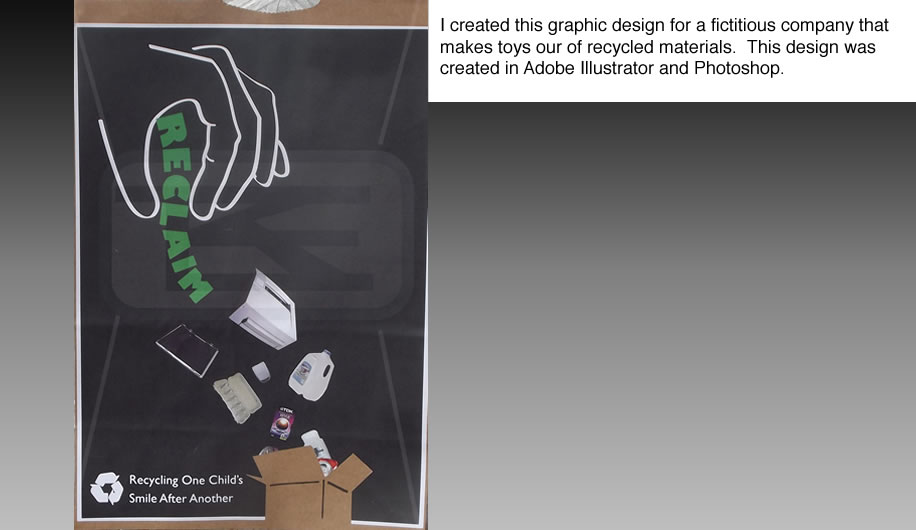 I created this graphic design for a fictitious company that
makes toys our of recycled materials. This design was
created in Adobe Illustrator and Photoshop.
RECLAIM
TDK
Recycling One Child's
Smile After Another